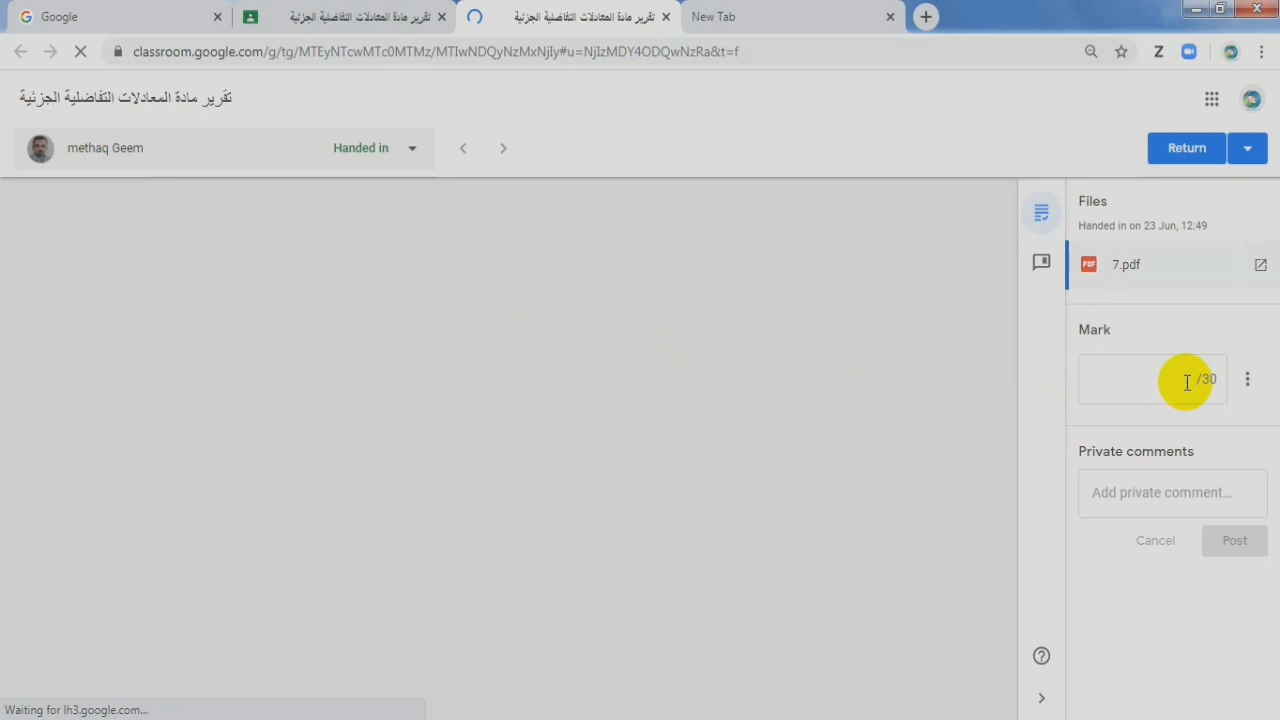 Google
تقرير مادة المعادلات التفاضلية الجزئية
تقرير مادة المعادلات التفاضلية الجزئية
New Tab
classroom.google.com/g/tg/MTEyNTcwMTc0MTMz/MTIwNDQyNzMxNjIy#u=NjIzMDY4ODQwNzRa&t=f
Z
تقرير مادة المعادلات التفاضلية الجزئية
methaq Geem
Handed in
Return
Files
Handed in on 23 Jun, 12:49
PDF 7.pdf
Mark
/30
Private comments
Add private comment...
Cancel
Post
Waiting for lh3.google.com...